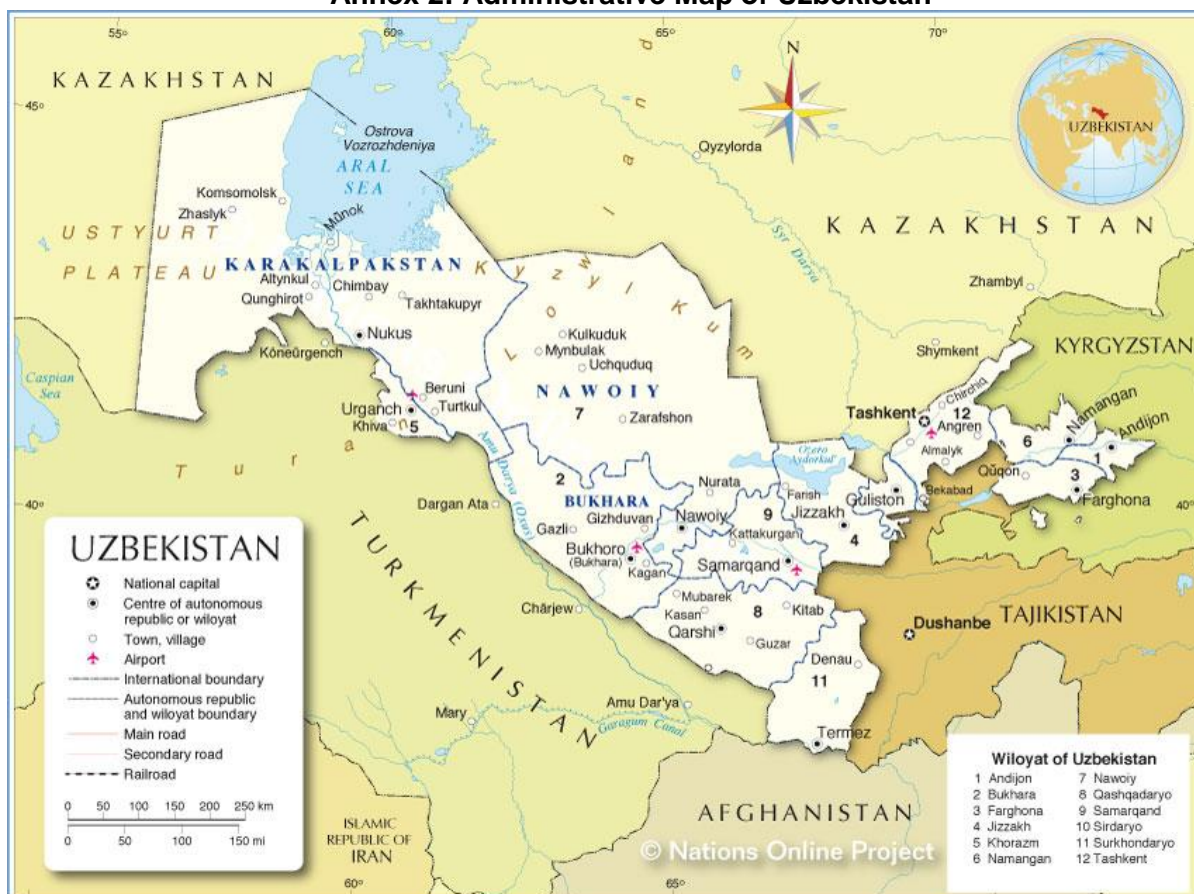 Annex 2: Administrative Map of Uzbekistan
55°
60°
65°
70°
N
KAZAKHSTAN
45°
Ostrova
Vozrozhdeniya
ARAL
SEA
UZBEKISTAN
Qyzylorda
Komsomolsk
Zhaslyk
Mŭnok
KAZAKHSTAN
USTYURT
PLATEAU
Syr Darya
KARAKALPAKSTAN
Kyzyl Kum
Lowland
Altynkul
Chimbay
Qunghirot
Takhtakupyr
Zhambyl
Nukus
Kulkuduk
Köneürgench
Mynbulak
Uchquduq
Shymkent
KYRGYZSTAN
Caspian
Sea
Beruni
Urganch
Turtkul
Khiva
5
NAWOIY
7
Zarafshon
Chirchiq
Tashkent
12
Angren
Almalyk
Namangan
Andijon
6
1
Turan
Amu Darya (Oxus)
Ozero
Aydarkul'
Qŭqon
3
Farghona
2
BUKHARA
Nurata
Farish
Guliston
Bekabad
40°
40°
Dargan Ata
Gazli
Gizhduvan
Nawoiy
9
Jizzakh
4
Kattakurgan
Bukhoro
(Bukhara)
Kagan
Samarqand
TURKMENISTAN
Chärjew
Mubarek
Kasan
8
Kitab
Qarshi
Guzar
Dushanbe
TAJIKISTAN
Denau
11
Mary
Amu Dar'ya
Garagum Canal
Termez
AFGHANISTAN
ISLAMIC
REPUBLIC OF
IRAN
60°
65°
© Nations Online Project
UZBEKISTAN
National capital
Centre of autonomous
republic or wiloyat
Town, village
Airport
International boundary
Autonomous republic
and wiloyat boundary
Main road
Secondary road
Railroad
0 50 100 150 200 250 km
0 50 100 150 mi
Wiloyat of Uzbekistan
1 Andijon
2 Bukhara
3 Farghona
4 Jizzakh
5 Khorazm
6 Namangan
7 Nawoiy
8 Qashqadaryo
9 Samarqand
10 Sirdaryo
11 Surkhondaryo
12 Tashkent